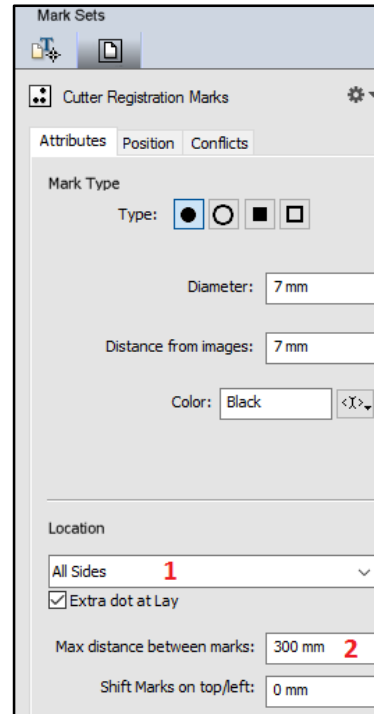 Mark Sets
Cutter Registration Marks
Attributes Position Conflicts
Mark Type
Type:
Diameter: 7 mm
Distance from images: 7 mm
Color: Black
Location
All Sides 1
Extra dot at Lay
Max distance between marks: 300 mm 2
Shift Marks on top/left: 0 mm